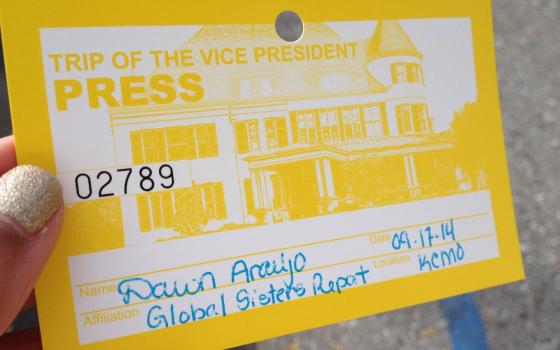 TRIP OF THE VICE PRESIDENT
PRESS
02789
Name Dawn Araujo Date 09.17.14
Affiliation Global Sisters Report Location KCMO